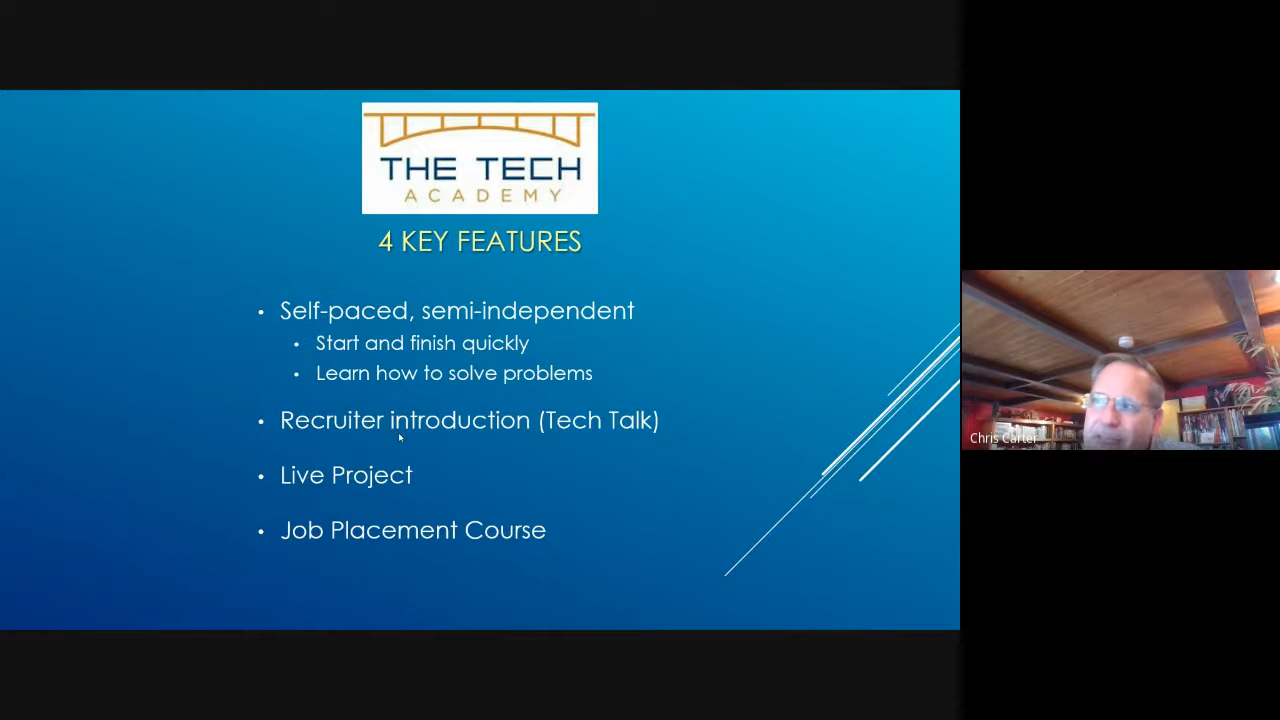 THE TECH
ACADEMY
4 KEY FEATURES
• Self-paced, semi-independent
• Start and finish quickly
• Learn how to solve problems
• Recruiter introduction (Tech Talk)
• Live Project
• Job Placement Course
Chris Carter